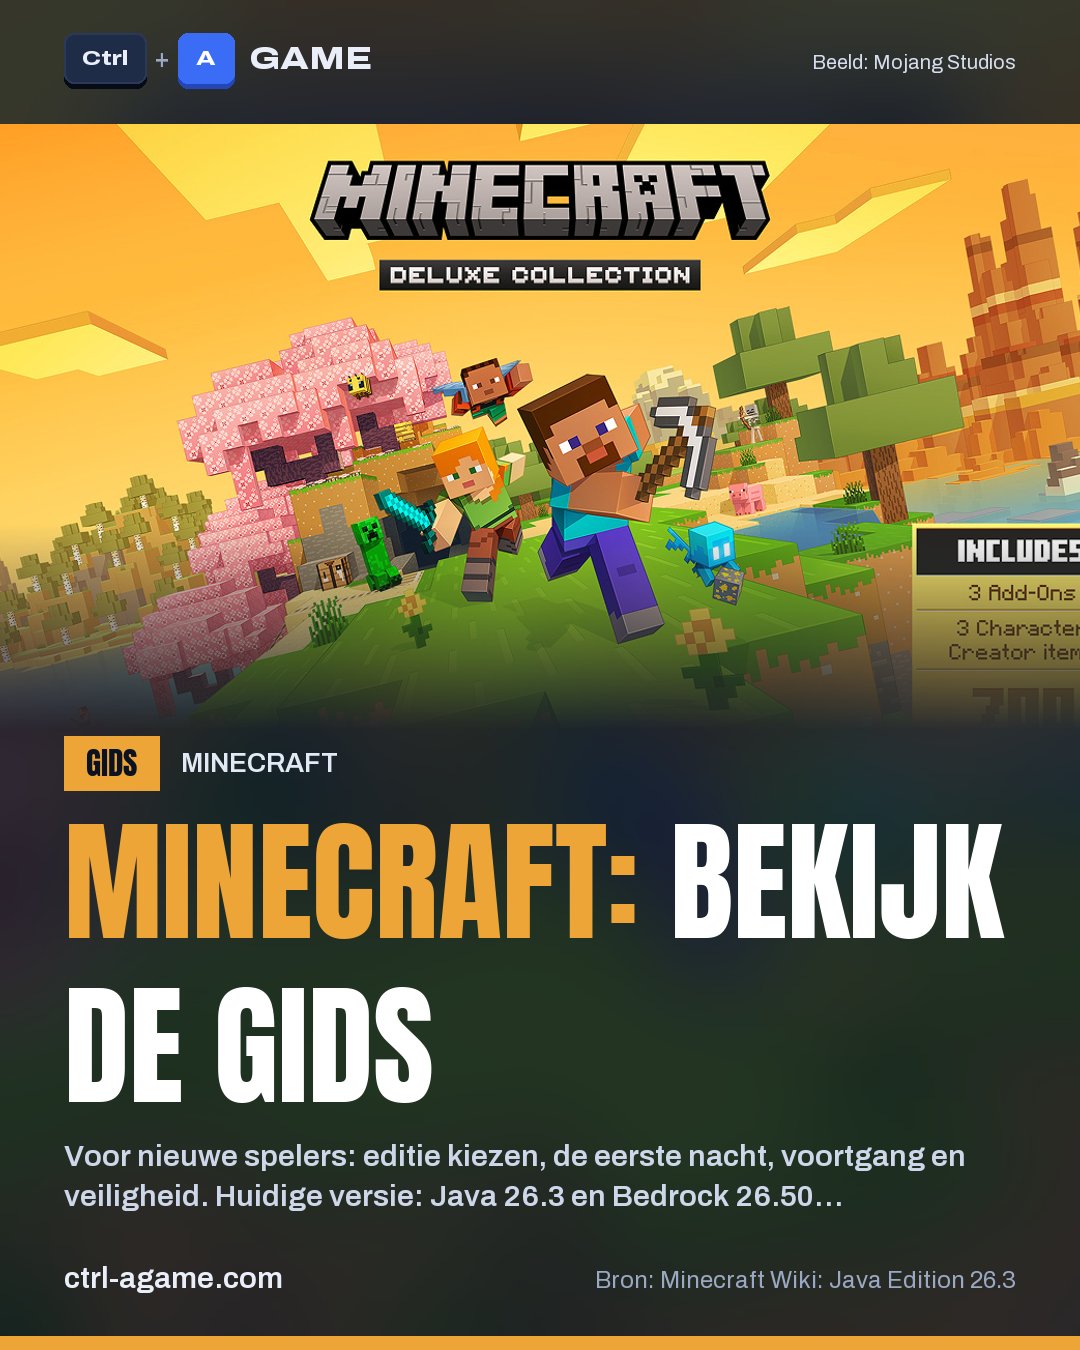 Ctrl + A GAME
Beeld: Mojang Studios
MINECRAFT
DELUXE COLLECTION
INCLUDES
3 Add-Ons
3 Character
Creator item
700
GIDS MINECRAFT
MINECRAFT: BEKIJK
DE GIDS
Voor nieuwe spelers: editie kiezen, de eerste nacht, voortgang en
veiligheid. Huidige versie: Java 26.3 en Bedrock 26.50...
ctrl-agame.com
Bron: Minecraft Wiki: Java Edition 26.3